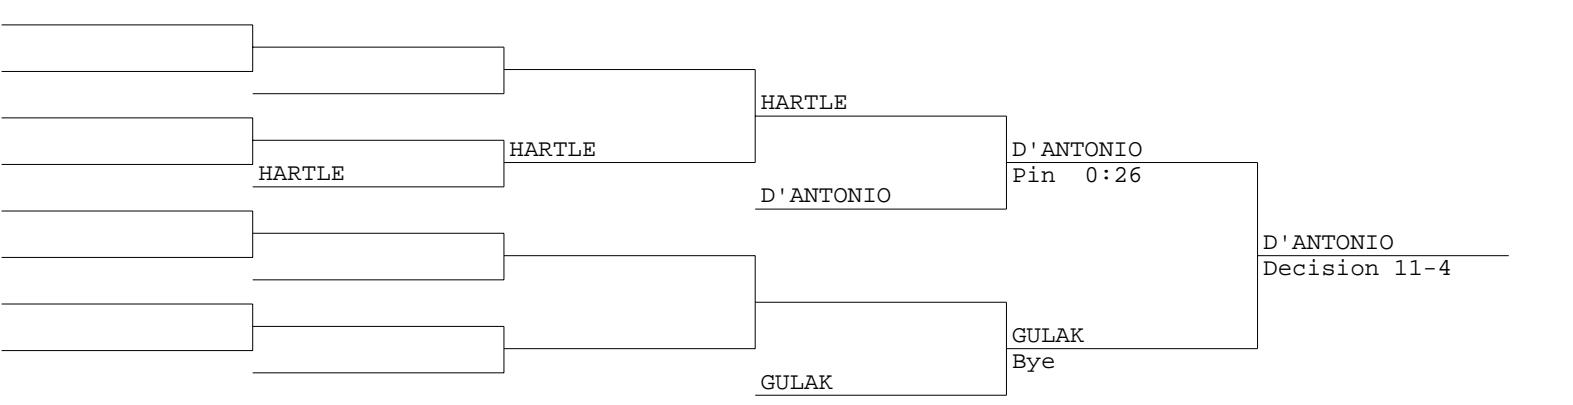 HARTLE
HARTLE
HARTLE
D'ANTONIO
D'ANTONIO
Pin  0:26
GULAK
GULAK
Bye
D'ANTONIO
Decision 11-4